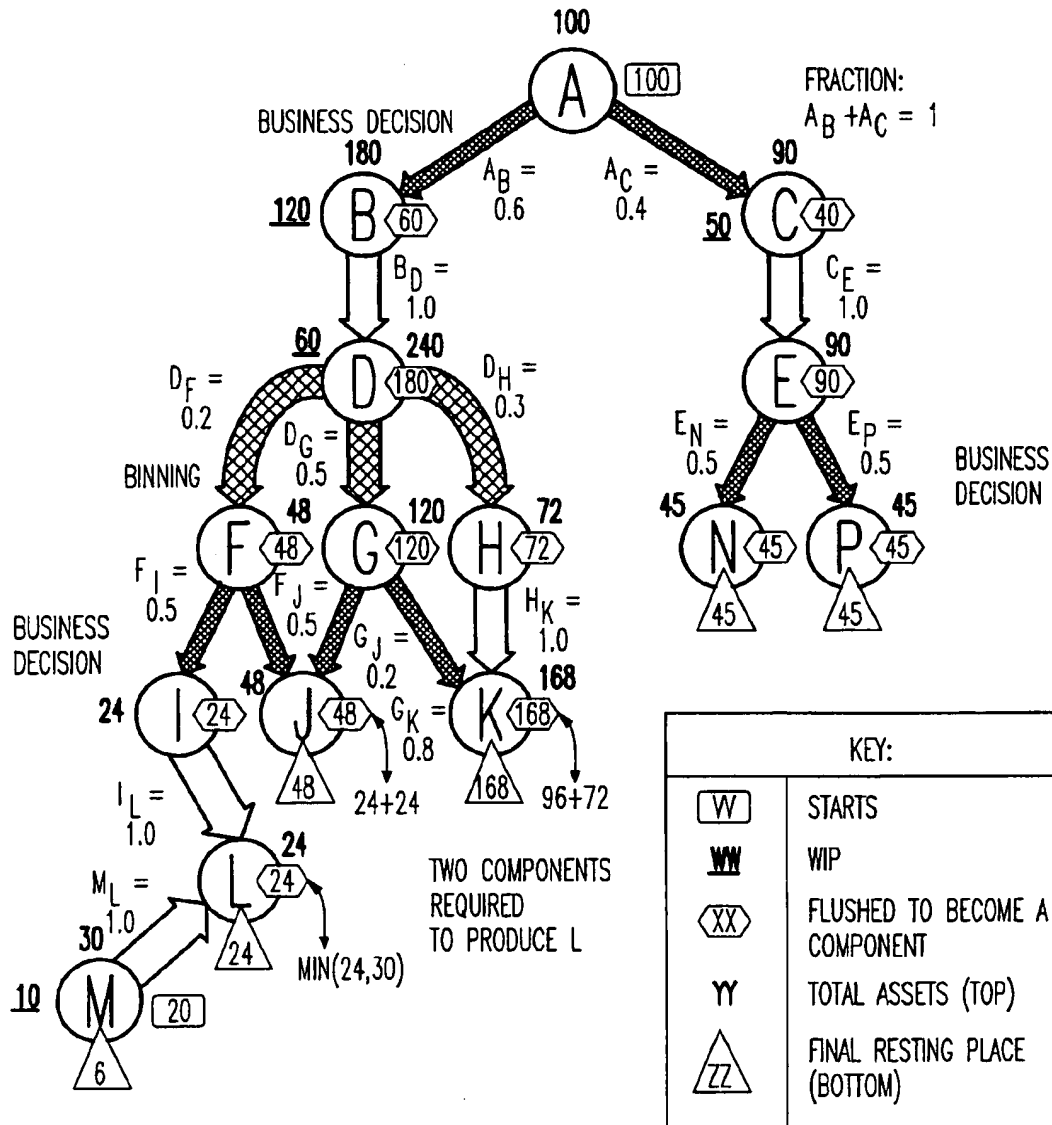 100
A
100
FRACTION:
A_B + A_C = 1
BUSINESS DECISION
180
A_B = 0.6
A_C = 0.4
90
120
B
60
50
C
40
B_D = 1.0
C_E = 1.0
60
240
90
D
180
E
90
D_F = 0.2
D_G = 0.5
D_H = 0.3
E_N = 0.5
E_P = 0.5
BUSINESS
DECISION
BINNING
48
120
72
45
45
F
48
G
120
H
72
N
45
P
45
45
45
F_I = 0.5
F_J = 0.5
G_J = 0.2
G_K = 0.8
H_K = 1.0
BUSINESS
DECISION
24
48
168
I
24
J
48
K
168
48
168
24+24
96+72
I_L = 1.0
24
L
24
24
MIN(24,30)
TWO COMPONENTS
REQUIRED
TO PRODUCE L
M_L = 1.0
30
10
M
20
6
KEY:
W STARTS
WW WIP
XX FLUSHED TO BECOME A
COMPONENT
YY TOTAL ASSETS (TOP)
ZZ FINAL RESTING PLACE
(BOTTOM)